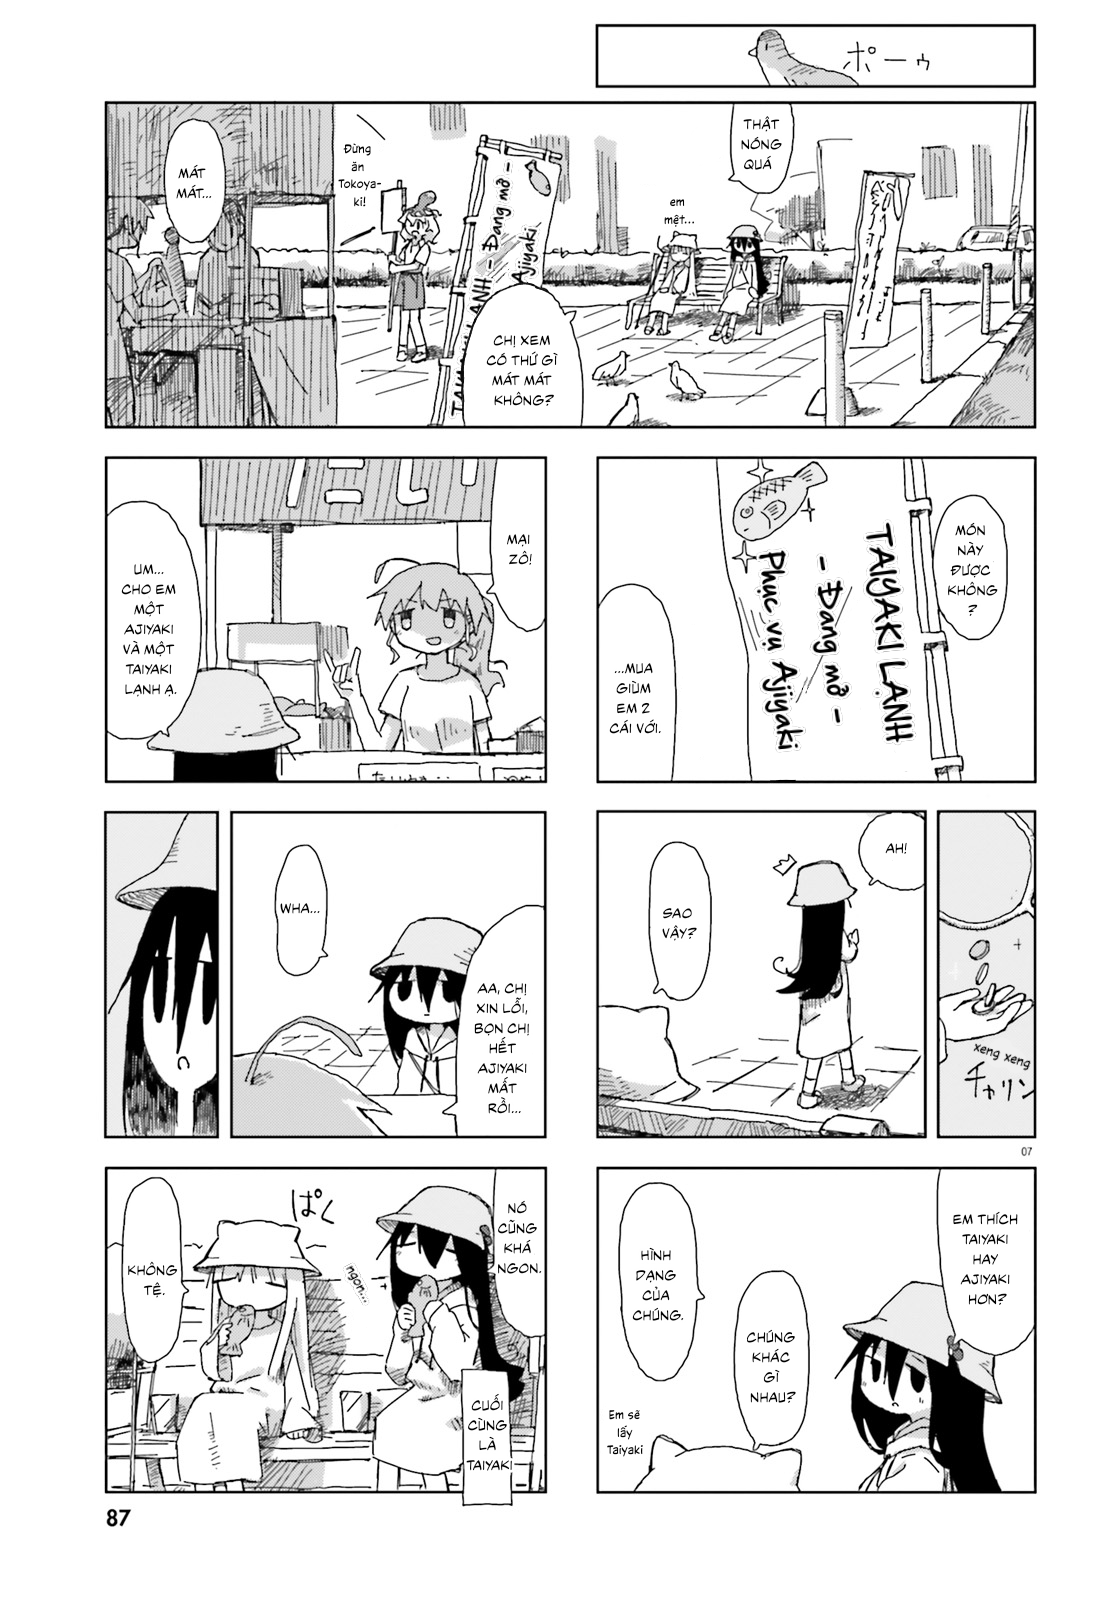 ポーゥ
THẬT
NÓNG
QUÁ
em
mệt...
CHỊ XEM
CÓ THỨ GÌ
MÁT MÁT
KHÔNG?
Đừng
ăn
Tokoya-
ki!
MÁT
MÁT...
- Đang mở -
Ajiyaki
MÓN
NÀY
ĐƯỢC
KHÔNG
?
TAIYAKI LẠNH
- Đang mở -
Phục vụ Ajiyaki
...MUA
GIÙM
EM 2
CÁI VỚI.
xeng xeng
チャリン
AH!
SAO
VẬY?
07
EM THÍCH
TAIYAKI
HAY
AJIYAKI
HƠN?
CHÚNG
KHÁC
GÌ
NHAU?
HÌNH
DẠNG
CỦA
CHÚNG.
Em sẽ
lấy
Taiyaki
MẠI
ZÔ!
UM...
CHO EM
MỘT
AJIYAKI
VÀ MỘT
TAIYAKI
LẠNH Ạ.
AA, CHỊ
XIN LỖI,
BỌN CHỊ
HẾT
AJIYAKI
MẤT
RỒI...
WHA...
NÓ
CŨNG
KHÁ
NGON.
ぱく
ngon...
KHÔNG
TỆ.
CUỐI
CÙNG
LÀ
TAIYAKI
87